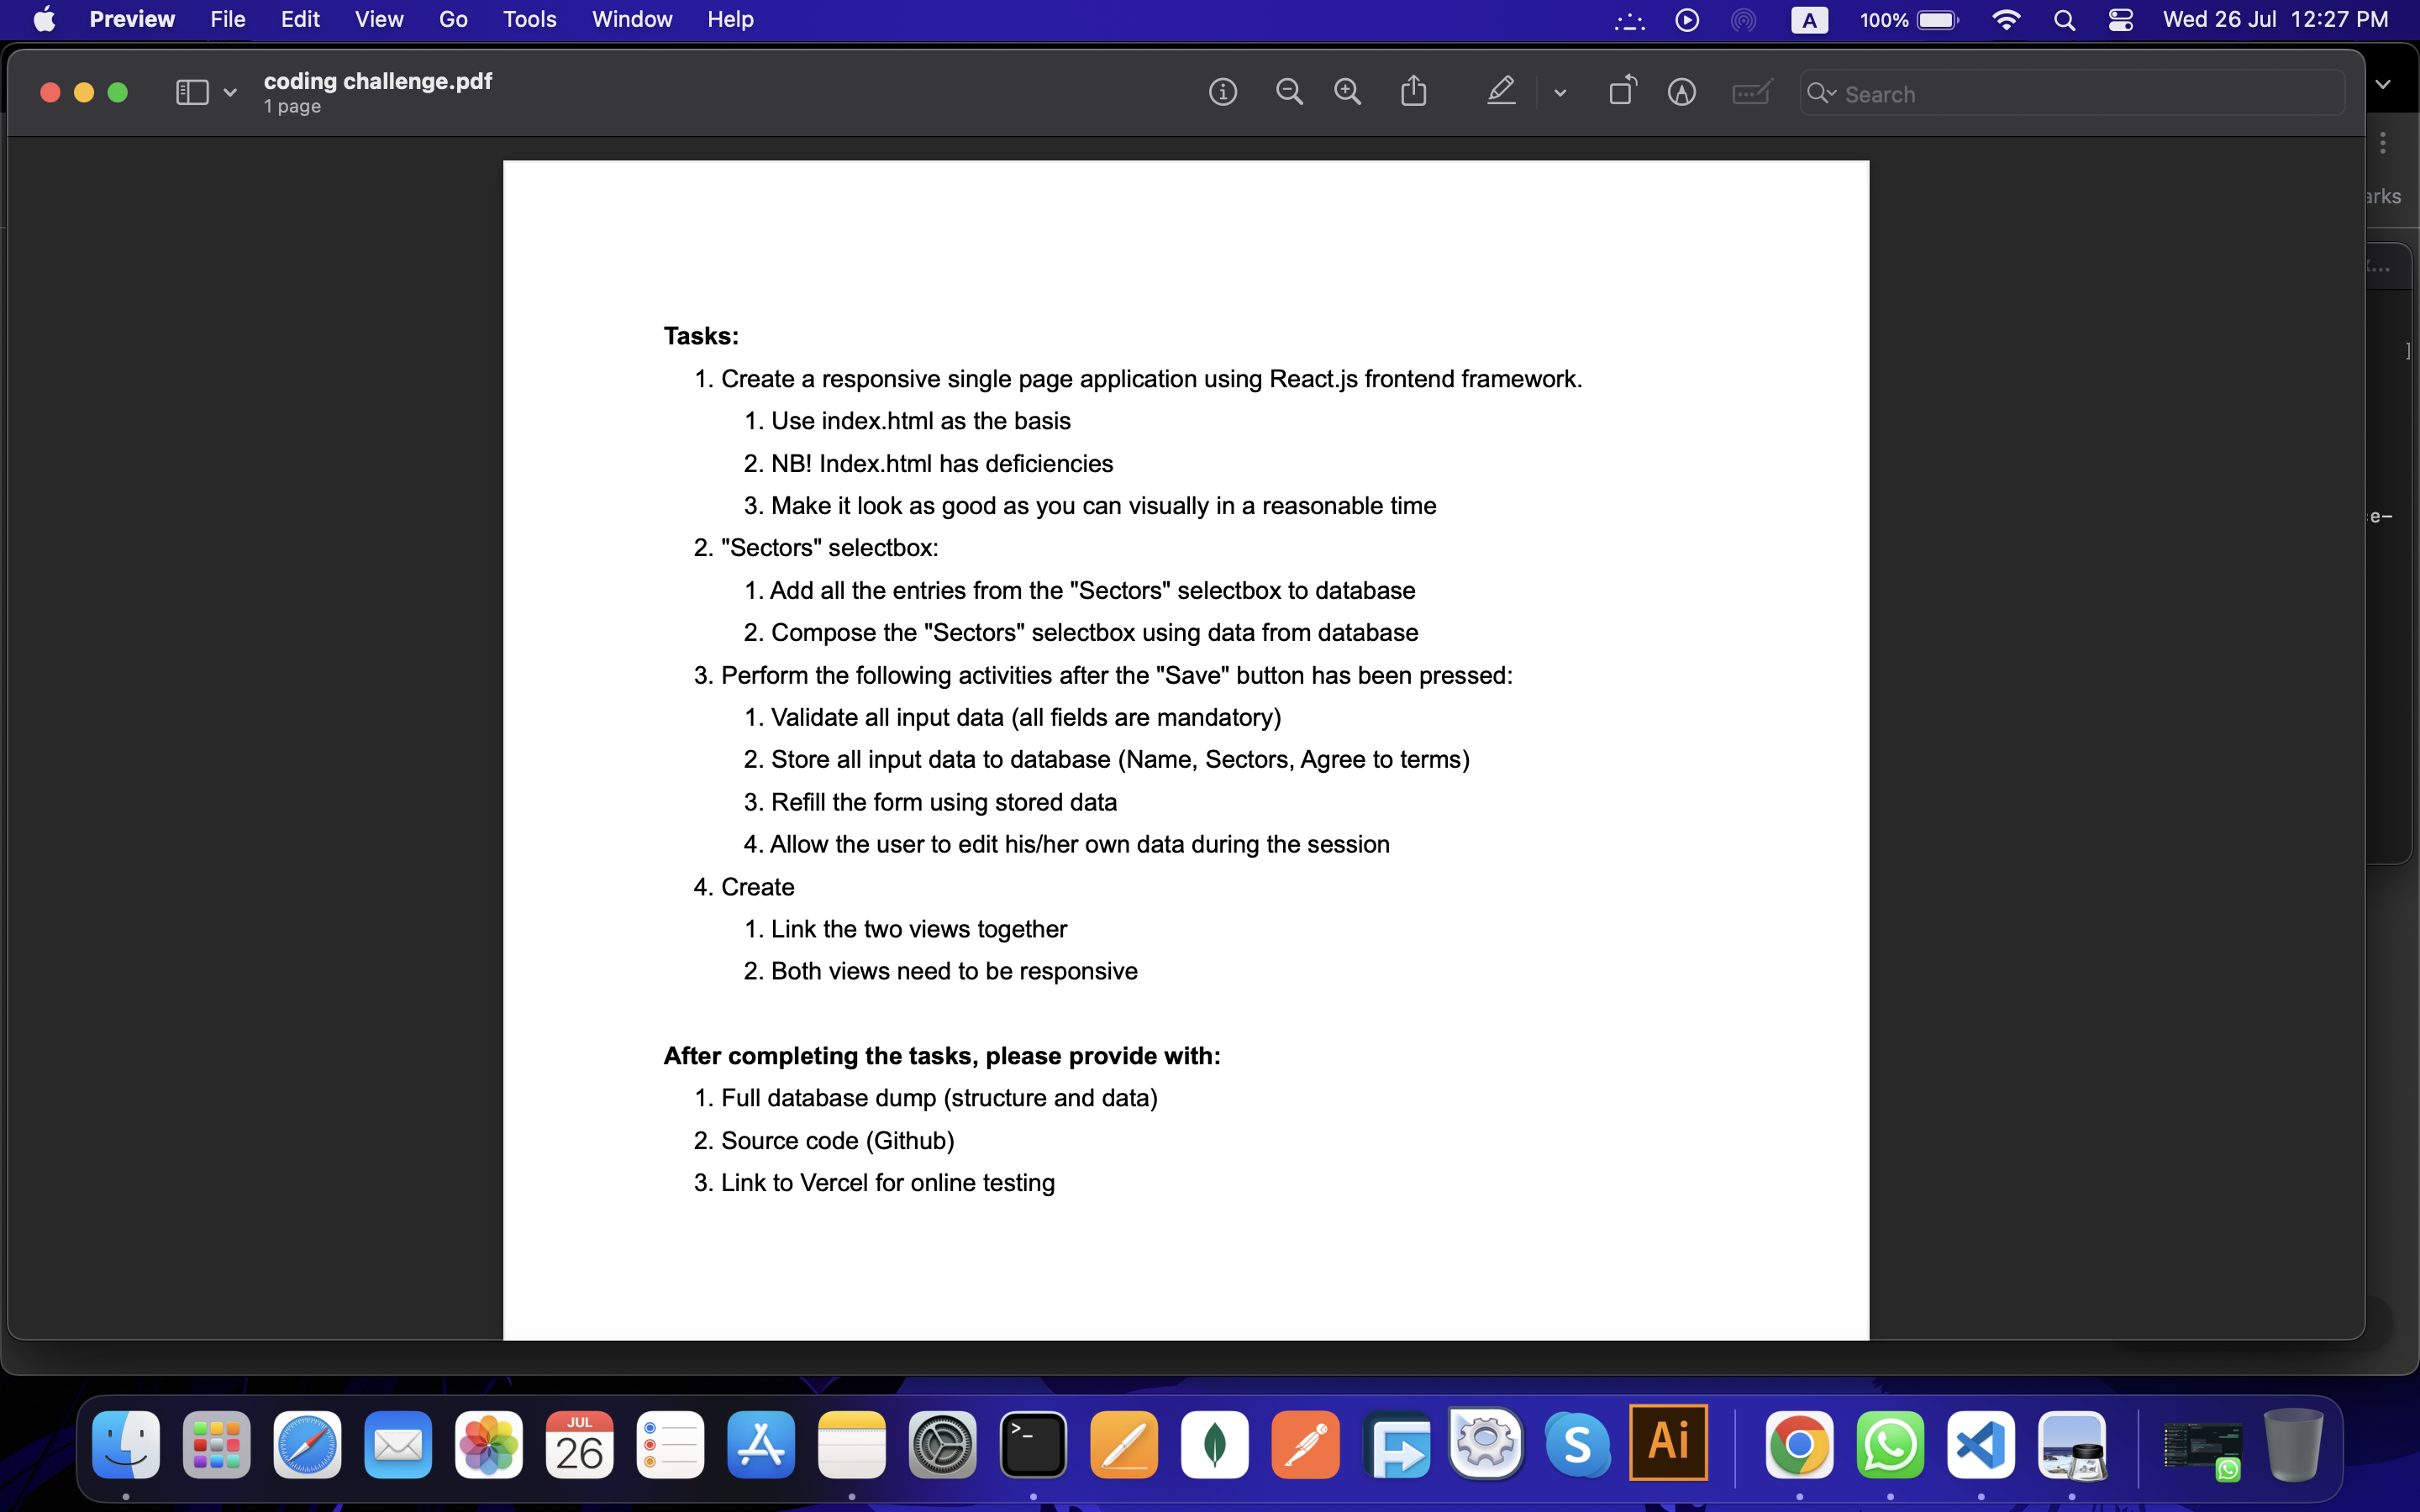 Preview File Edit View Go Tools Window Help
A 100% Wed 26 Jul 12:27 PM
coding challenge.pdf
1 page
Search
arks
Tasks:
1. Create a responsive single page application using React.js frontend framework.
1. Use index.html as the basis
2. NB! Index.html has deficiencies
3. Make it look as good as you can visually in a reasonable time
2. "Sectors" selectbox:
1. Add all the entries from the "Sectors" selectbox to database
2. Compose the "Sectors" selectbox using data from database
3. Perform the following activities after the "Save" button has been pressed:
1. Validate all input data (all fields are mandatory)
2. Store all input data to database (Name, Sectors, Agree to terms)
3. Refill the form using stored data
4. Allow the user to edit his/her own data during the session
4. Create
1. Link the two views together
2. Both views need to be responsive
After completing the tasks, please provide with:
1. Full database dump (structure and data)
2. Source code (Github)
3. Link to Vercel for online testing
JUL
26
Ai